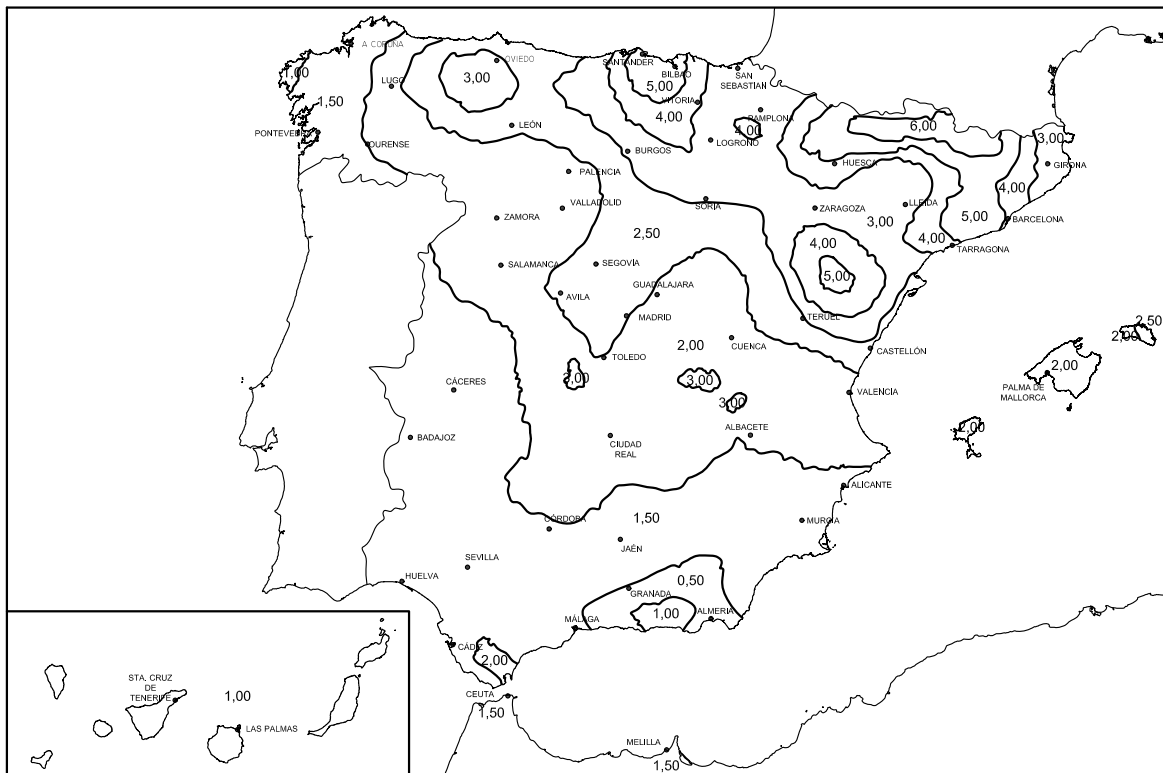 A CORUÑA
OVIEDO
SANTANDER
BILBAO
SAN
SEBASTIAN
1,00
LUGO
3,00
5,00
VITORIA
1,50
4,00
PAMPLONA
4,00
6,00
PONTEVEDRA
LEÓN
LOGROÑO
3,00
OURENSE
BURGOS
HUESCA
GIRONA
PALENCIA
4,00
ZAMORA
VALLADOLID
SORIA
ZARAGOZA
LLEIDA
3,00
5,00
BARCELONA
2,50
4,00
4,00
TARRAGONA
SALAMANCA
SEGOVÍA
5,00
AVILA
GUADALAJARA
MADRID
TERUEL
2,50
2,00
2,00
CUENCA
CASTELLÓN
TOLEDO
3,00
3,00
2,00
CÁCERES
3,00
VALENCIA
PALMA DE
MALLORCA
BADAJOZ
CIUDAD
REAL
ALBACETE
2,00
ALICANTE
CÓRDOBA
1,50
MURCIA
JAÉN
SEVILLA
HUELVA
GRANADA
0,50
MÁLAGA
1,00
ALMERÍA
CÁDIZ
2,00
CEUTA
1,50
MELILLA
1,50
STA. CRUZ
DE
TENERIFE
1,00
LAS PALMAS